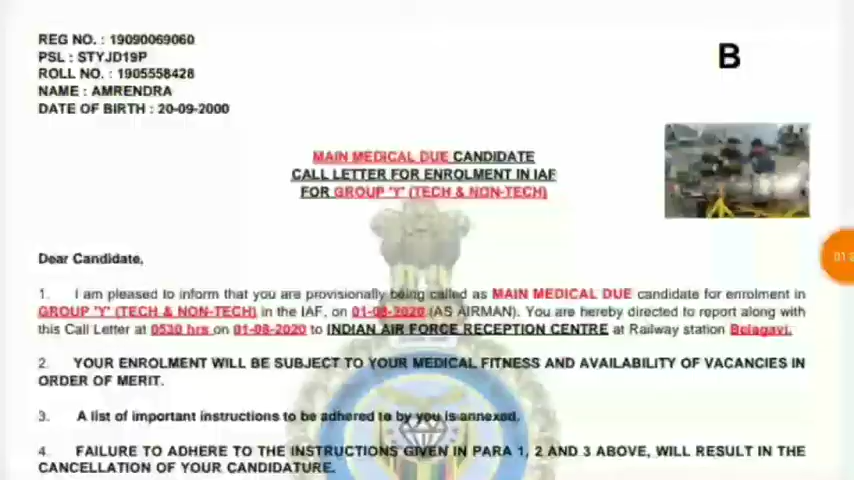 REG NO. : 19090069060
PSL : STYJD19P
ROLL NO. : 1905558428
NAME : AMRENDRA
DATE OF BIRTH : 20-09-2000
B
MAIN MEDICAL DUE CANDIDATE
CALL LETTER FOR ENROLMENT IN IAF
FOR GROUP 'Y' (TECH & NON-TECH)
Dear Candidate,
1. I am pleased to inform that you are provisionally being called as MAIN MEDICAL DUE candidate for enrolment in
GROUP 'Y' (TECH & NON-TECH) in the IAF, on 01-08-2020 (AS AIRMAN). You are hereby directed to report along with
this Call Letter at 0530 hrs on 01-08-2020 to INDIAN AIR FORCE RECEPTION CENTRE at Railway station Belagavi.
2. YOUR ENROLMENT WILL BE SUBJECT TO YOUR MEDICAL FITNESS AND AVAILABILITY OF VACANCIES IN
ORDER OF MERIT.
3. A list of important instructions to be adhered to by you is annexed.
4. FAILURE TO ADHERE TO THE INSTRUCTIONS GIVEN IN PARA 1, 2 AND 3 ABOVE, WILL RESULT IN THE
CANCELLATION OF YOUR CANDIDATURE.